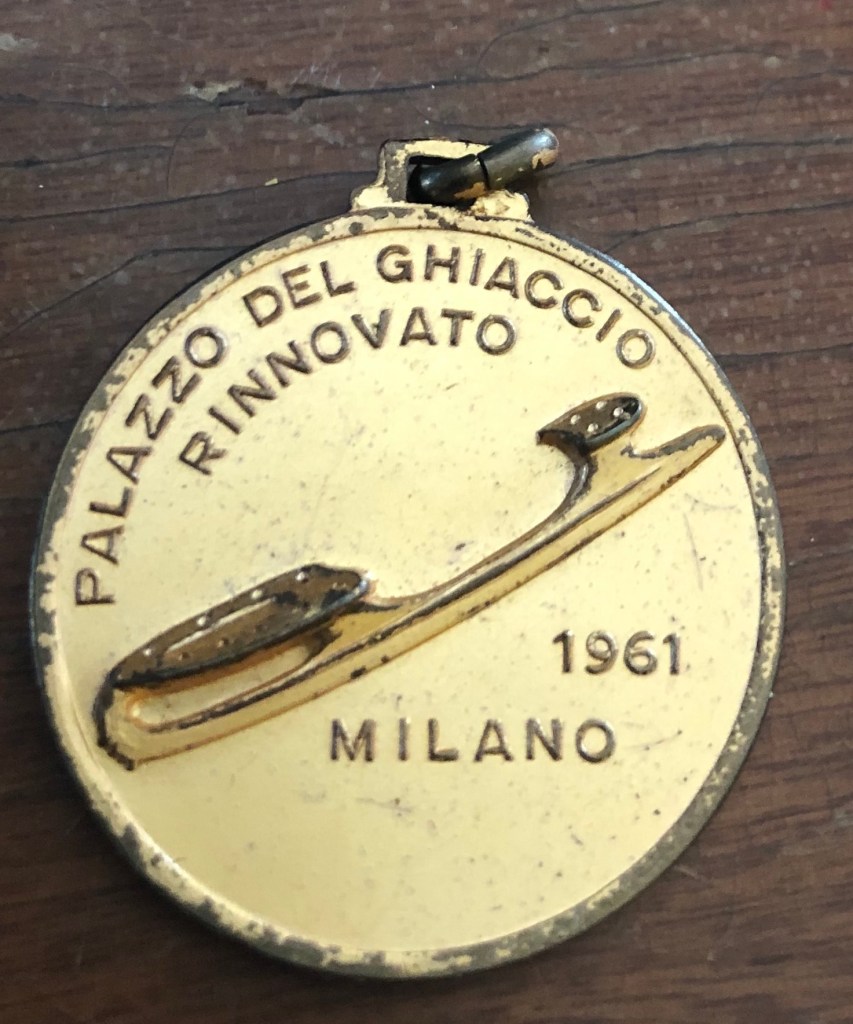 PALAZZO DEL GHIACCIO
RINNOVATO
1961
MILANO